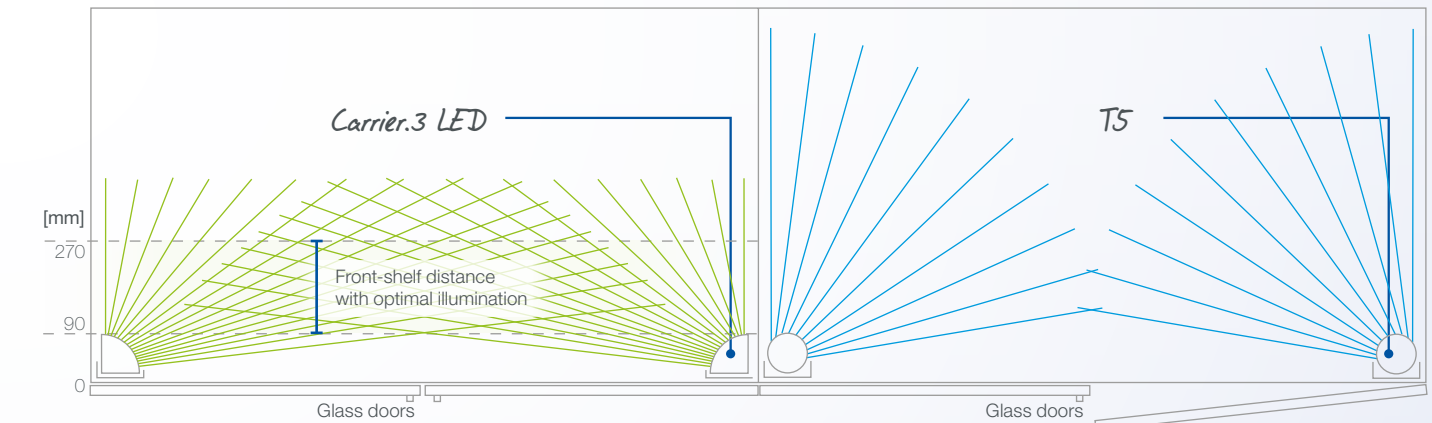 Carrier.3 LED
T5
[mm]
270
Front-shelf distance
with optimal illumination
90
0
Glass doors
Glass doors